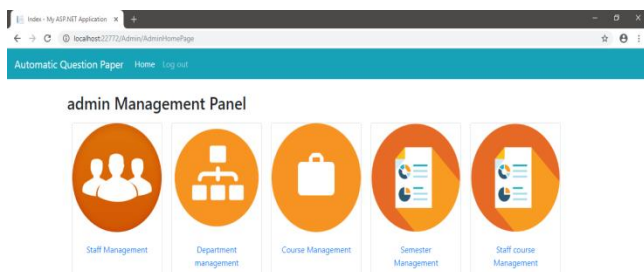 Index - My ASP.NET Application
localhost:22772/Admin/AdminHomePage
Automatic Question Paper Home Log out
admin Management Panel
Staff Management
Department
management
Course Management
Semester
Management
Staff course
Management